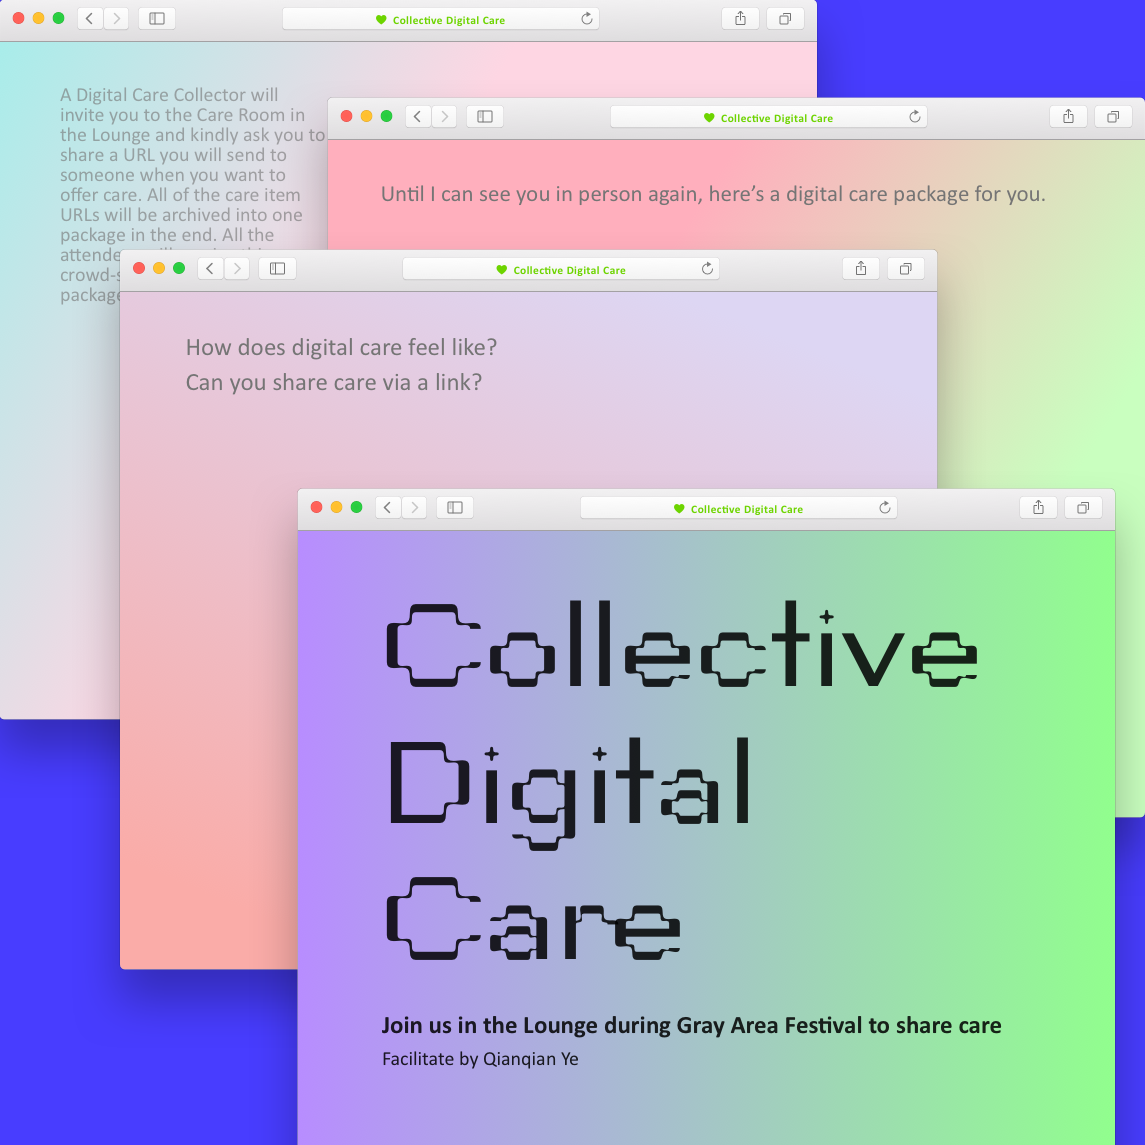 Collective Digital Care
A Digital Care Collector will
invite you to the Care Room in
the Lounge and kindly ask you to
share a URL you will send to
someone when you want to
offer care. All of the care item
URLs will be archived into one
package in the end. All the
package
Collective Digital Care
Until I can see you in person again, here’s a digital care package for you.
Collective Digital Care
How does digital care feel like?
Can you share care via a link?
Collective Digital Care
Collective
Digital
Care
Join us in the Lounge during Gray Area Festival to share care
Facilitate by Qianqian Ye